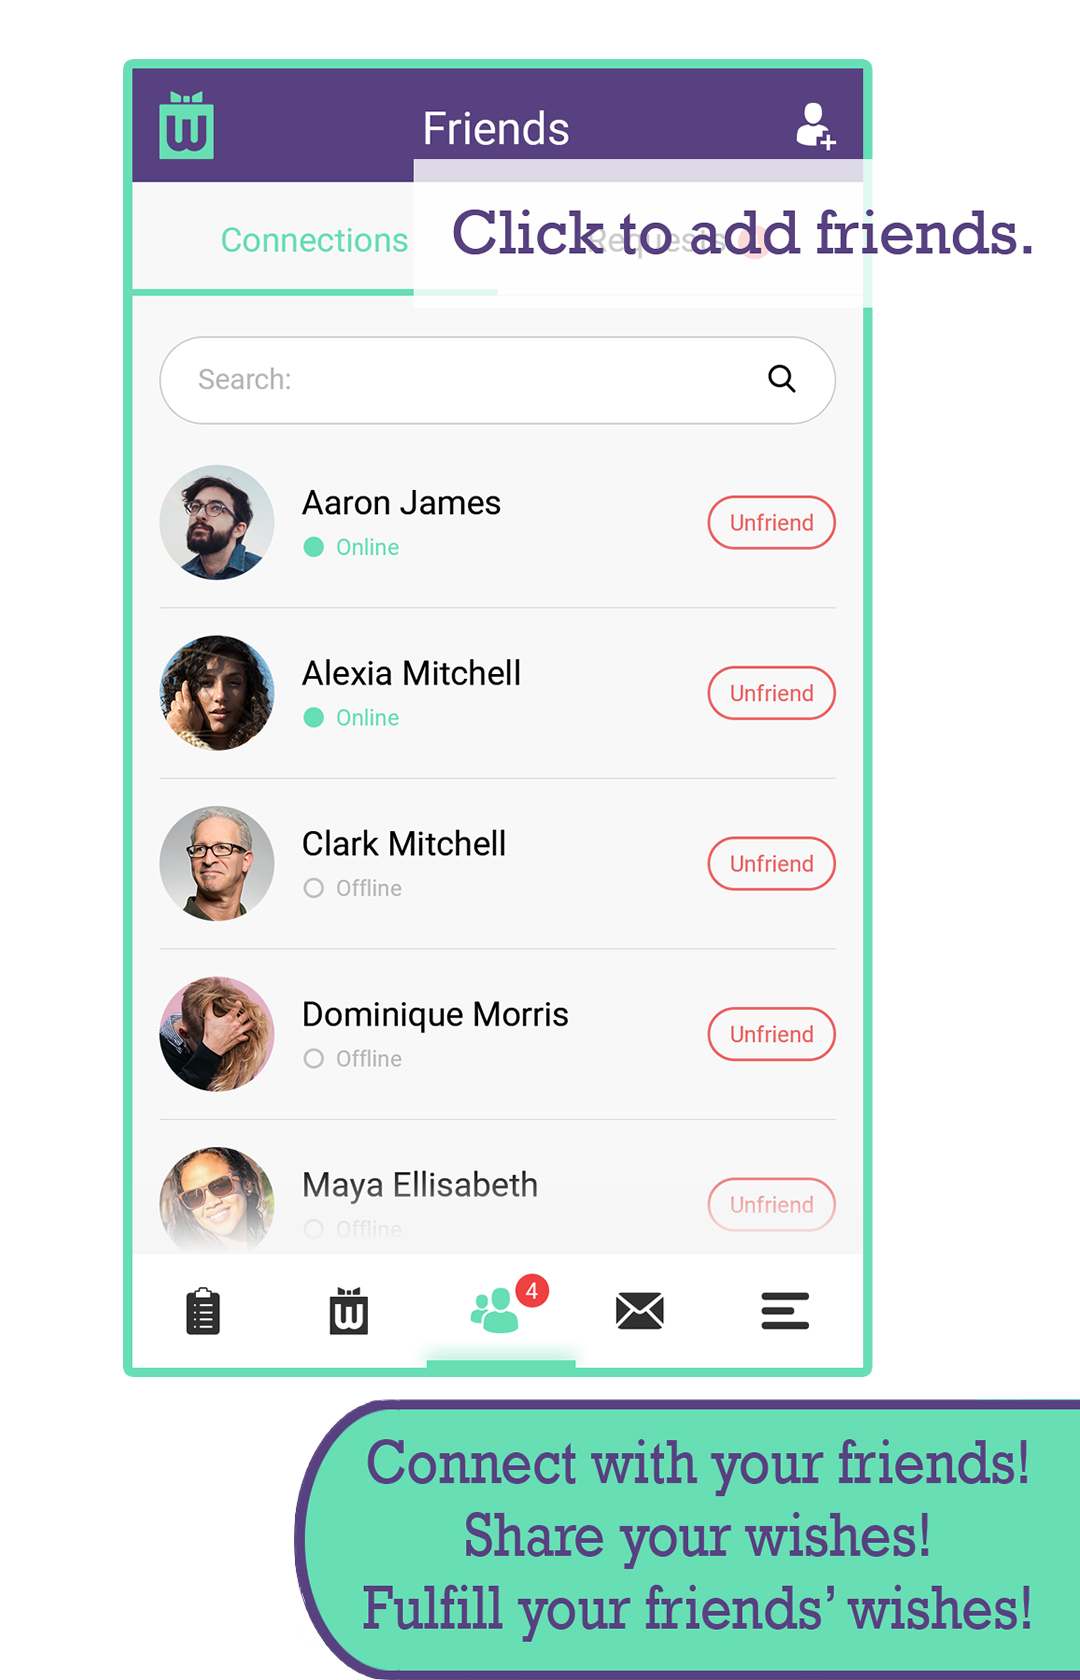 W
Friends
Connections
Requests
Click to add friends.
Search:
Aaron James
Online
Unfriend
Alexia Mitchell
Online
Unfriend
Clark Mitchell
Offline
Unfriend
Dominique Morris
Offline
Unfriend
Maya Ellisabeth
Offline
Unfriend
W
4
Connect with your friends!
Share your wishes!
Fulfill your friends’ wishes!